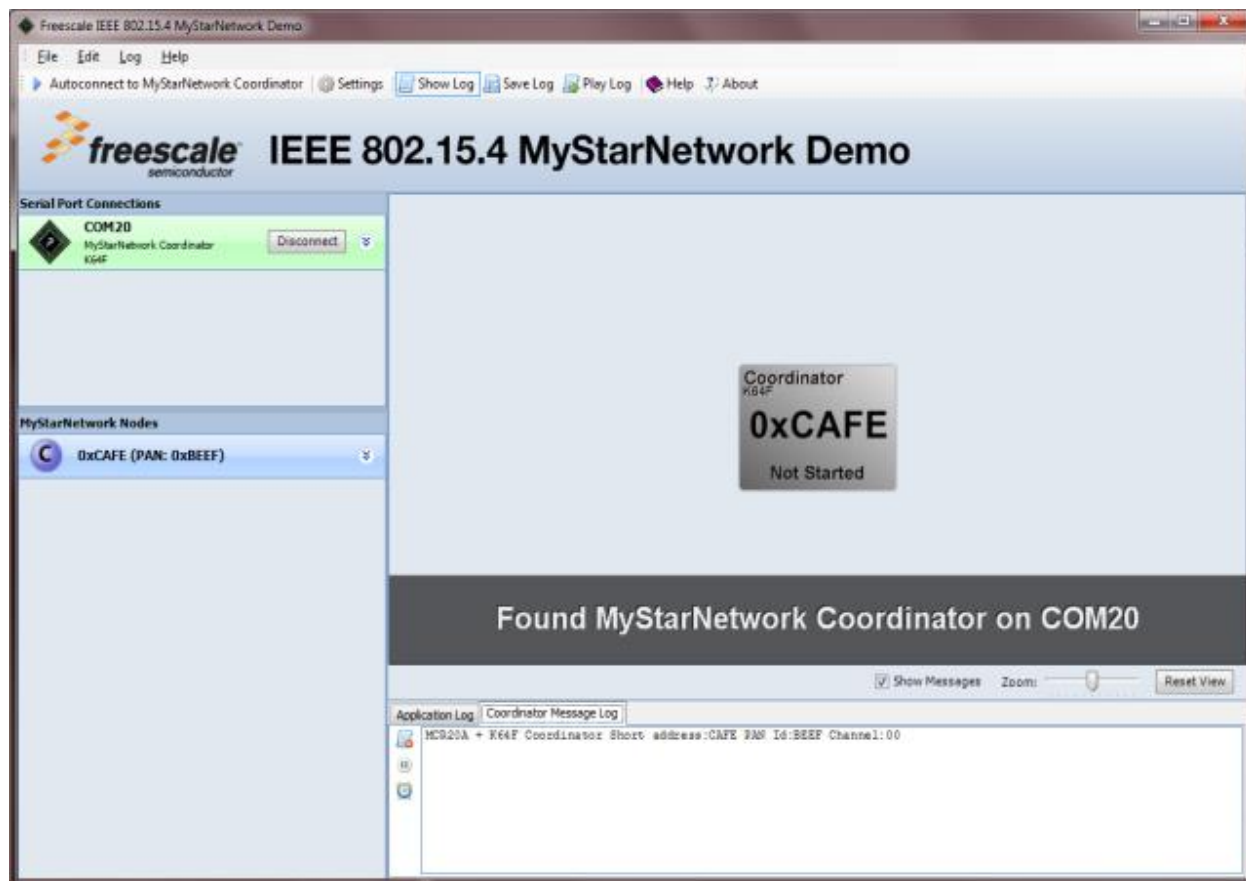 Freescale IEEE 802.15.4 MyStarNetwork Demo
File Edit Log Help
Autoconnect to MyStarNetwork Coordinator Settings Show Log Save Log Play Log Help About
freescale
semiconductor
IEEE 802.15.4 MyStarNetwork Demo
Serial Port Connections
COM20
MyStarNetwork Coordinator
K64F
Disconnect
MyStarNetwork Nodes
C 0xCAFE (PAN: 0xBEEF)
Coordinator
K64F
0xCAFE
Not Started
Found MyStarNetwork Coordinator on COM20
Show Messages Zoom: Reset View
Application Log Coordinator Message Log
MCR20A + K64F Coordinator Short address:CAFE PAN Id:BEEF Channel:00